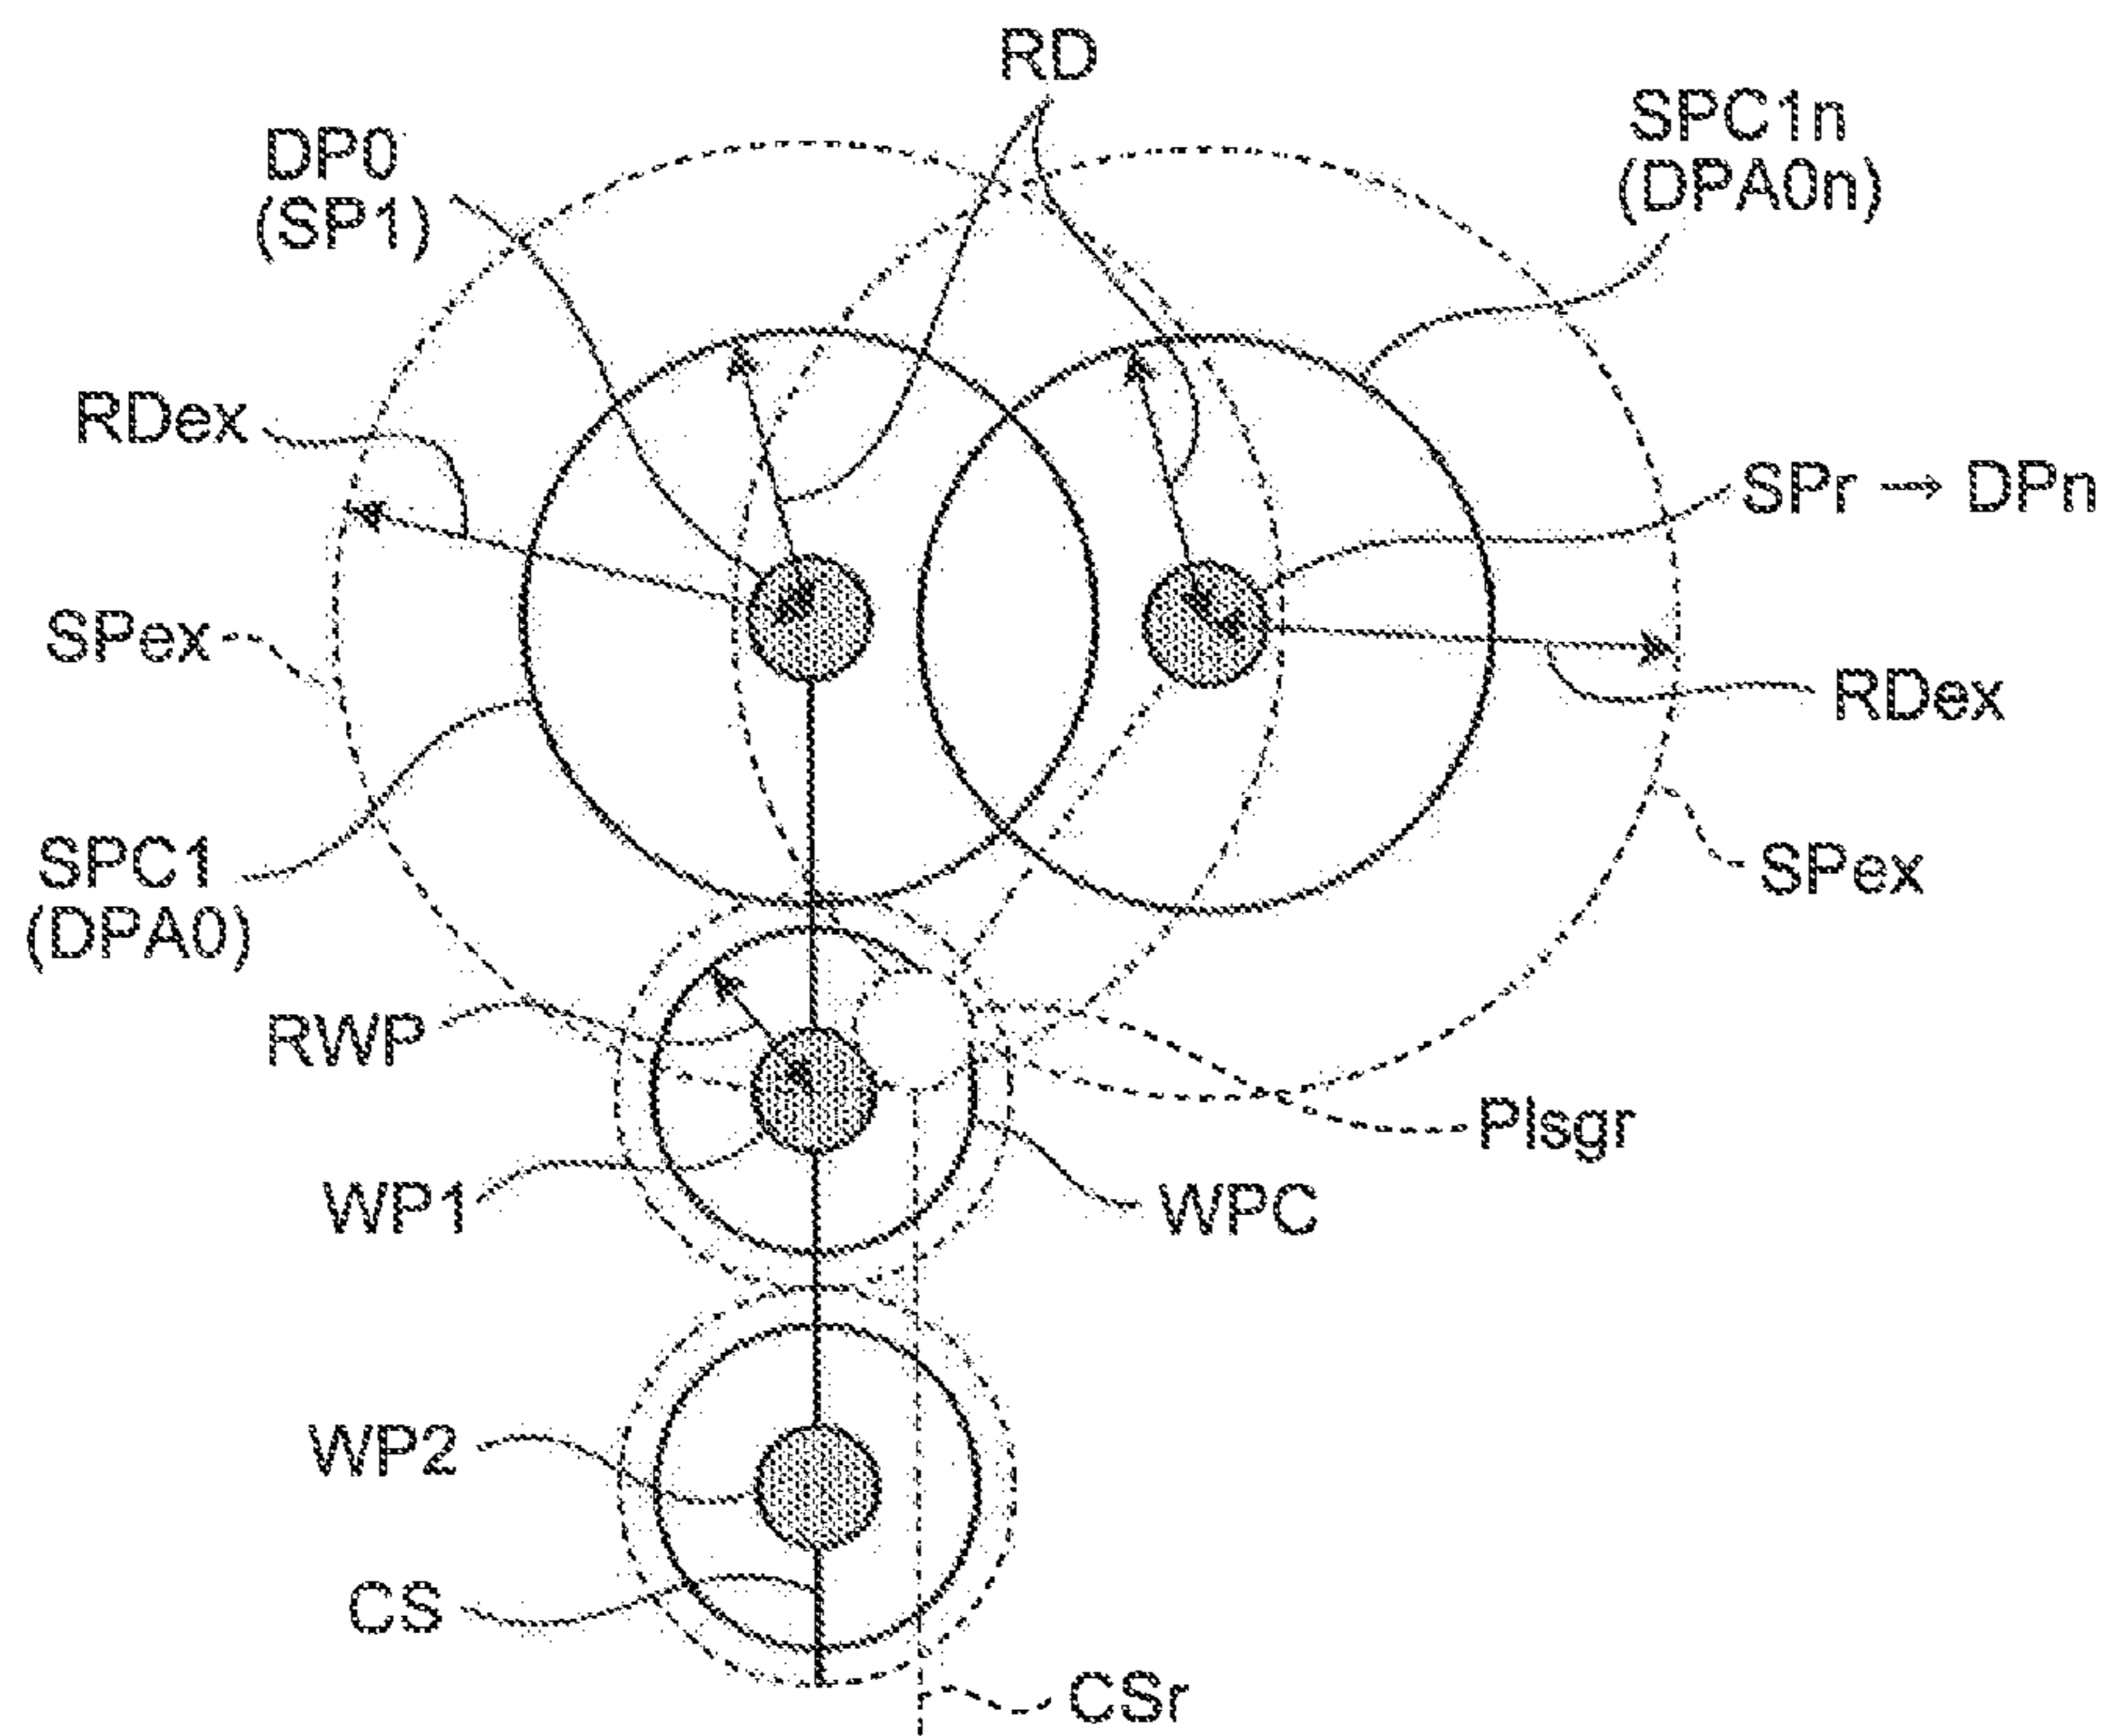 RD
DP0
(SP1)
SPC1n
(DPA0n)
RDex
SPr → DPn
SPex
RDex
SPC1
(DPA0)
SPex
RWP
Plsgr
WP1
WPC
WP2
CS
CSr